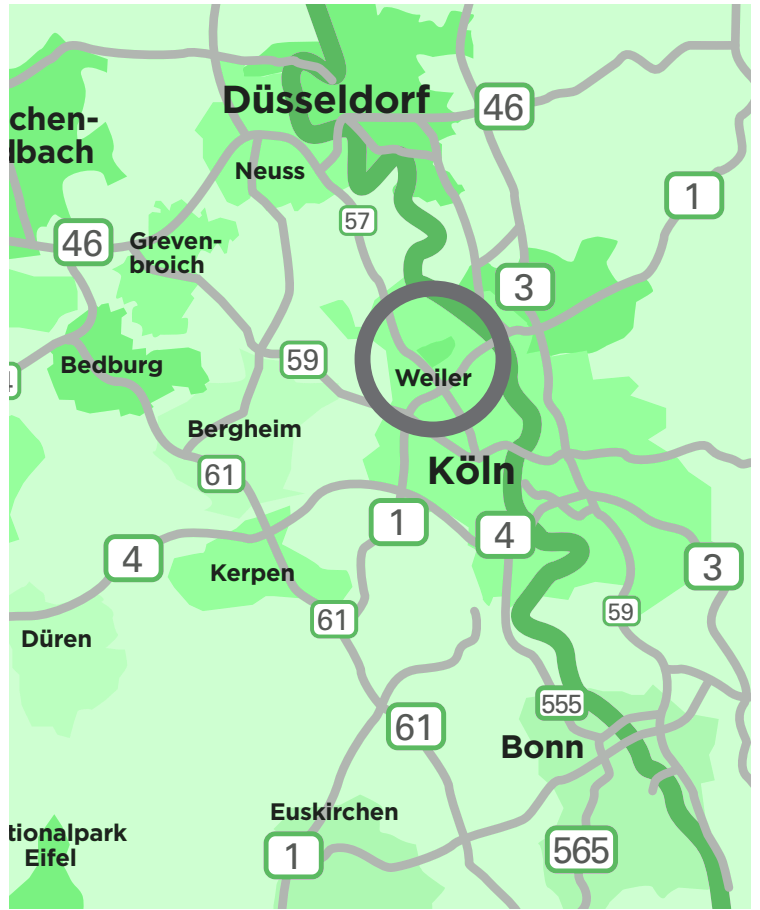 Düsseldorf
46
chen-
dbach
Neuss
1
57
46
Greven-
broich
3
59
Bedburg
Weiler
Bergheim
61
Köln
1
4
4
3
Kerpen
61
59
Düren
555
61
Bonn
Euskirchen
tionalpark
Eifel
1
565